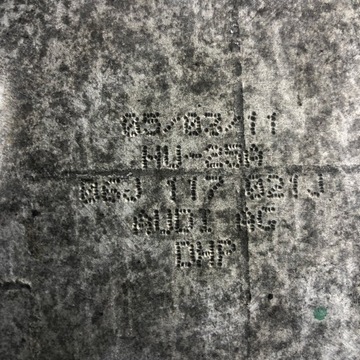 05/03/11
HU-250
06J 117 021J
AUDI AG
DHP